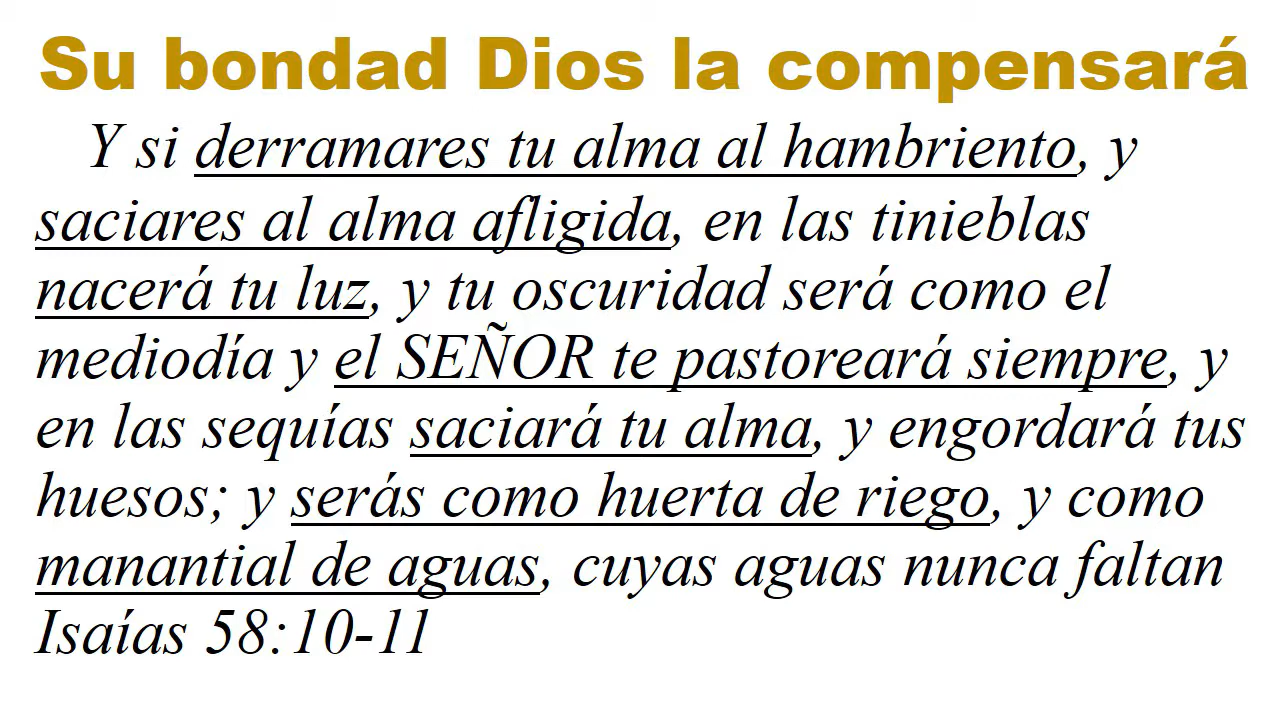 Su bondad Dios la compensará
Y si derramares tu alma al hambriento, y
saciares al alma afligida, en las tinieblas
nacerá tu luz, y tu oscuridad será como el
mediodía y el SEÑOR te pastoreará siempre, y
en las sequías saciará tu alma, y engordará tus
huesos; y serás como huerta de riego, y como
manantial de aguas, cuyas aguas nunca faltan
Isaías 58:10-11